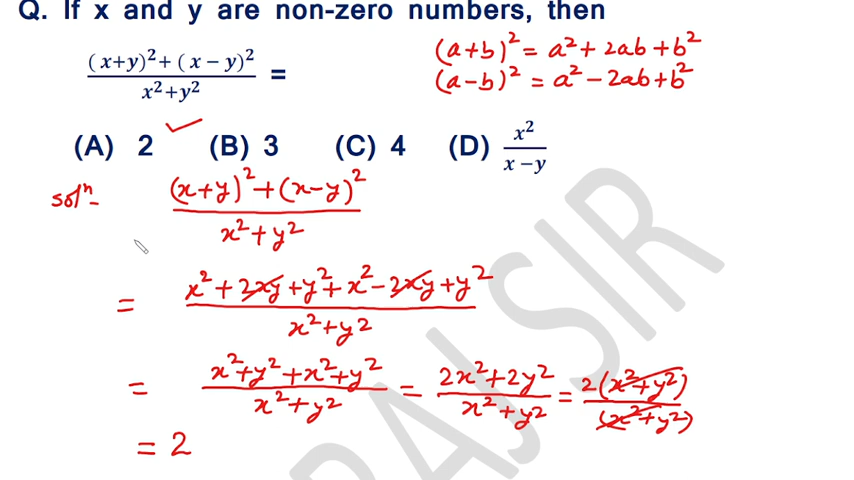 Q. If x and y are non-zero numbers, then
(x+y)²+(x−y)² / x²+y² =
(a+b)² = a²+2ab+b²
(a−b)² = a²−2ab+b²
(A) 2 ✓ (B) 3 (C) 4 (D) x² / x−y
solⁿ- (x+y)²+(x−y)² / x²+y²
= x²+2xy+y²+x²−2xy+y² / x²+y²
= x²+y²+x²+y² / x²+y² = 2x²+2y² / x²+y² = 2(x²+y²) / (x²+y²)
= 2
RAJ SIR